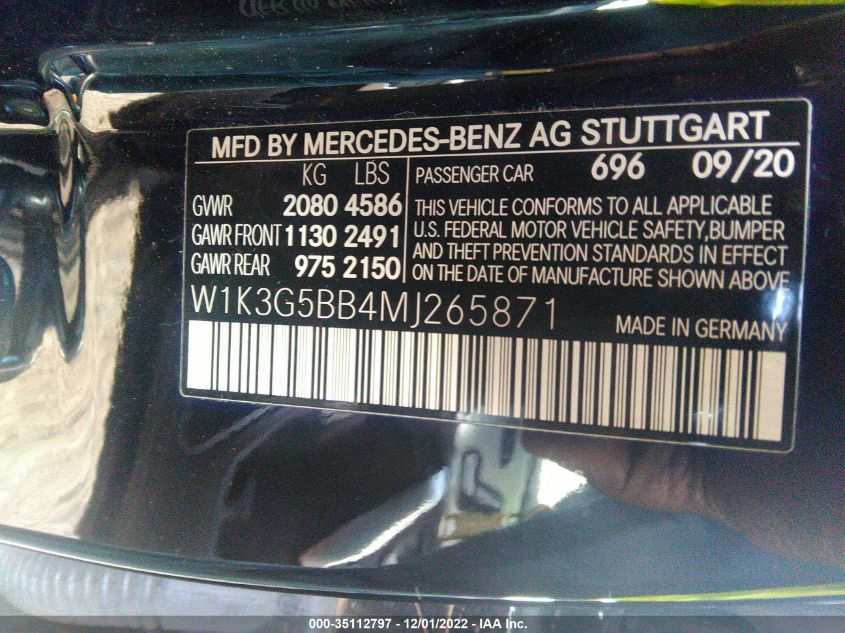 MFD BY MERCEDES-BENZ AG STUTTGART
KG LBS
GVWR 2080 4586
GAWR FRONT 1130 2491
GAWR REAR 975 2150
PASSENGER CAR 696 09/20
THIS VEHICLE CONFORMS TO ALL APPLICABLE
U.S. FEDERAL MOTOR VEHICLE SAFETY, BUMPER
AND THEFT PREVENTION STANDARDS IN EFFECT
ON THE DATE OF MANUFACTURE SHOWN ABOVE
W1K3G5BB4MJ265871
MADE IN GERMANY
000-35112797 - 12/01/2022 - IAA Inc.